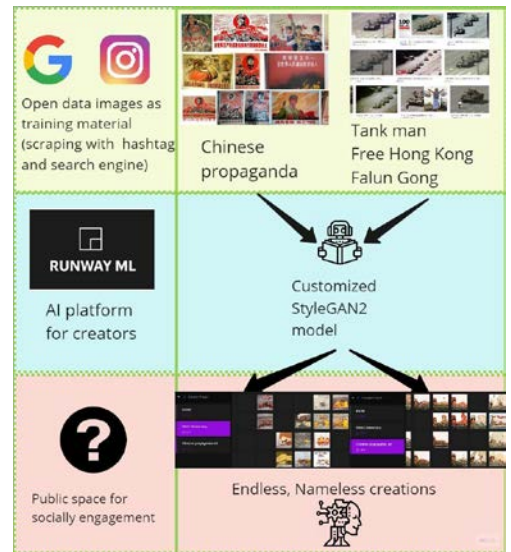 Open data images as
training material
(scraping with hashtag
and search engine)
Chinese
propaganda
Tank man
Free Hong Kong
Falun Gong
RUNWAY ML
AI platform
for creators
Customized
StyleGAN2
model
?
Public space for
socially engagement
Endless, Nameless creations